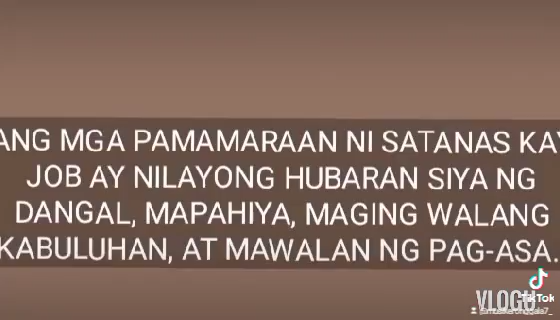 ANG MGA PAMAMARAAN NI SATANAS KAY
JOB AY NILAYONG HUBARAN SIYA NG
DANGAL, MAPAHIYA, MAGING WALANG
KABULUHAN, AT MAWALAN NG PAG-ASA.
TikTok
VLOGU